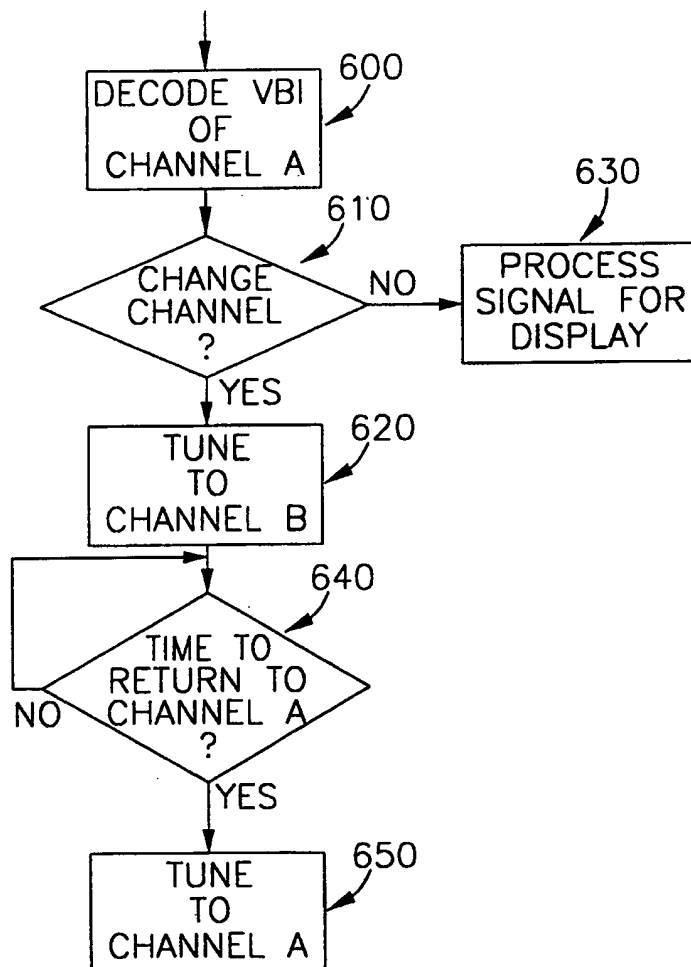 DECODE VBI
OF
CHANNEL A
600
610
CHANGE
CHANNEL
?
NO
630
PROCESS
SIGNAL FOR
DISPLAY
YES
620
TUNE
TO
CHANNEL B
640
TIME TO
RETURN TO
CHANNEL A
?
NO
YES
650
TUNE
TO
CHANNEL A